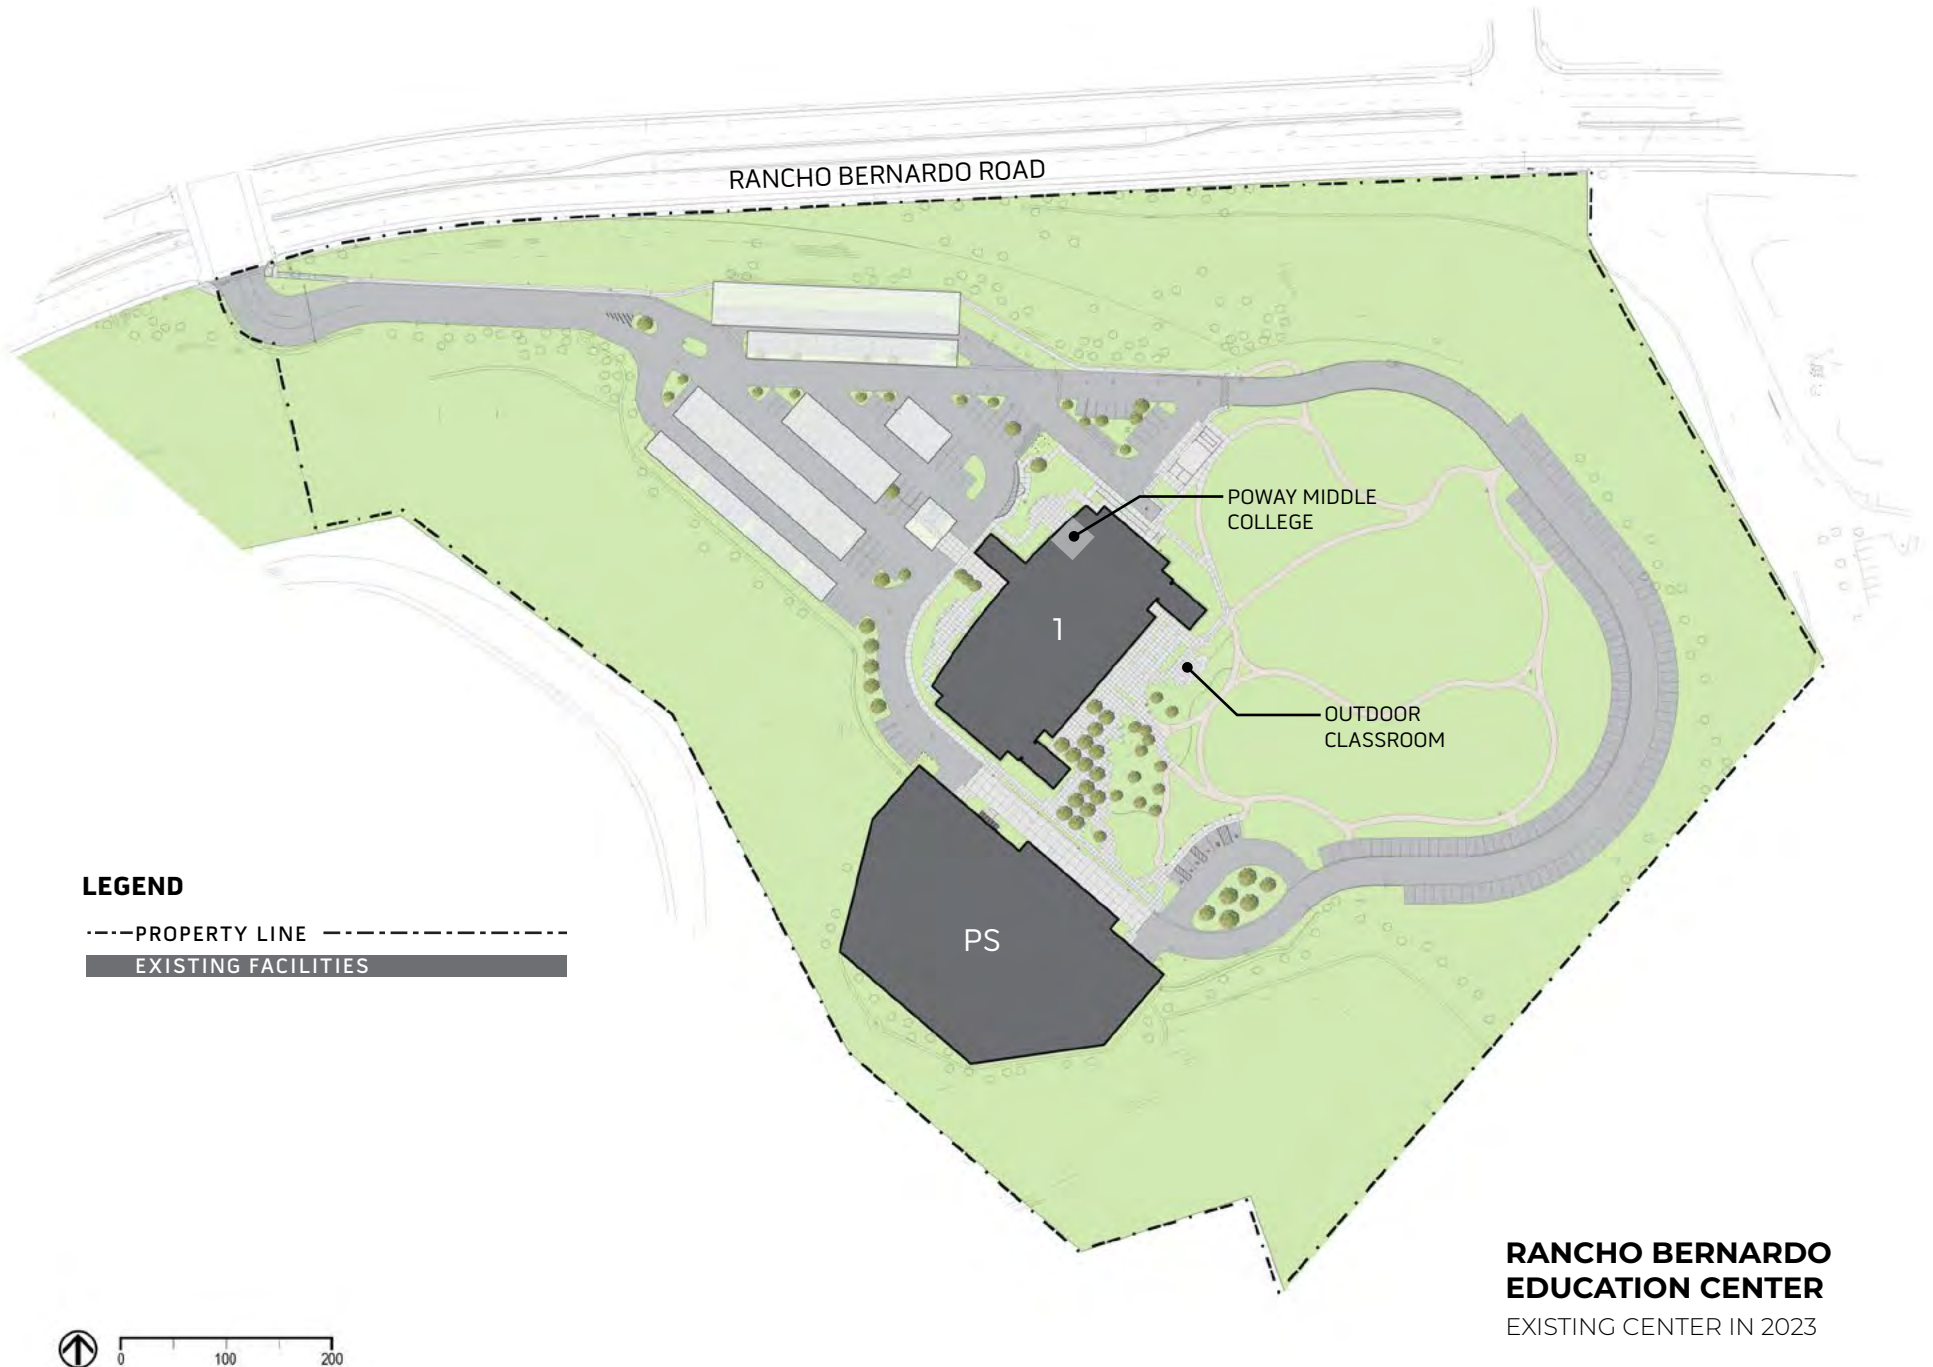 RANCHO BERNARDO ROAD
POWAY MIDDLE
COLLEGE
1
OUTDOOR
CLASSROOM
PS
LEGEND
PROPERTY LINE
EXISTING FACILITIES
RANCHO BERNARDO
EDUCATION CENTER
EXISTING CENTER IN 2023
0 100 200